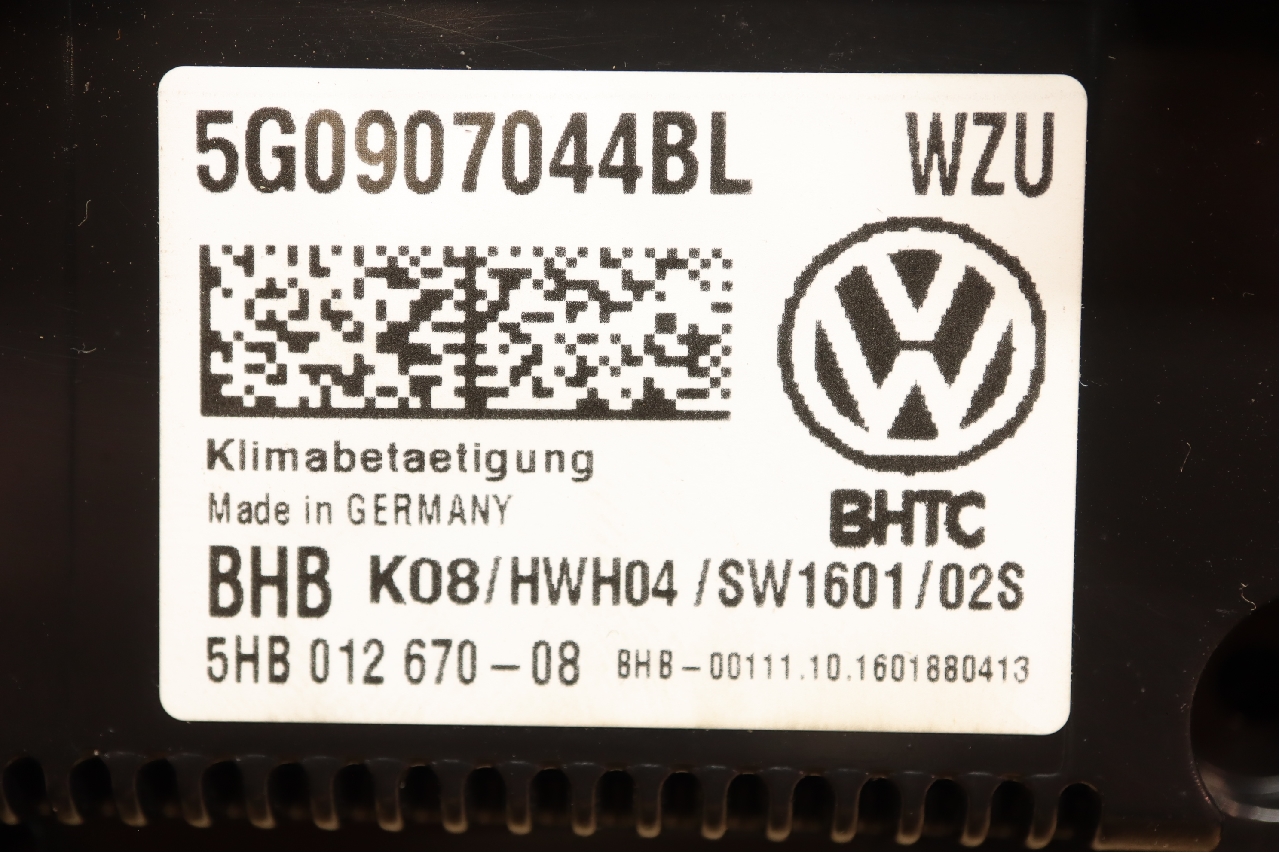 5G0907044BL WZU
Klimabetaetigung
Made in GERMANY
BHTC
BHB K08/HWH04/SW1601/02S
5HB 012 670-08 BHB-00111.10.1601880413